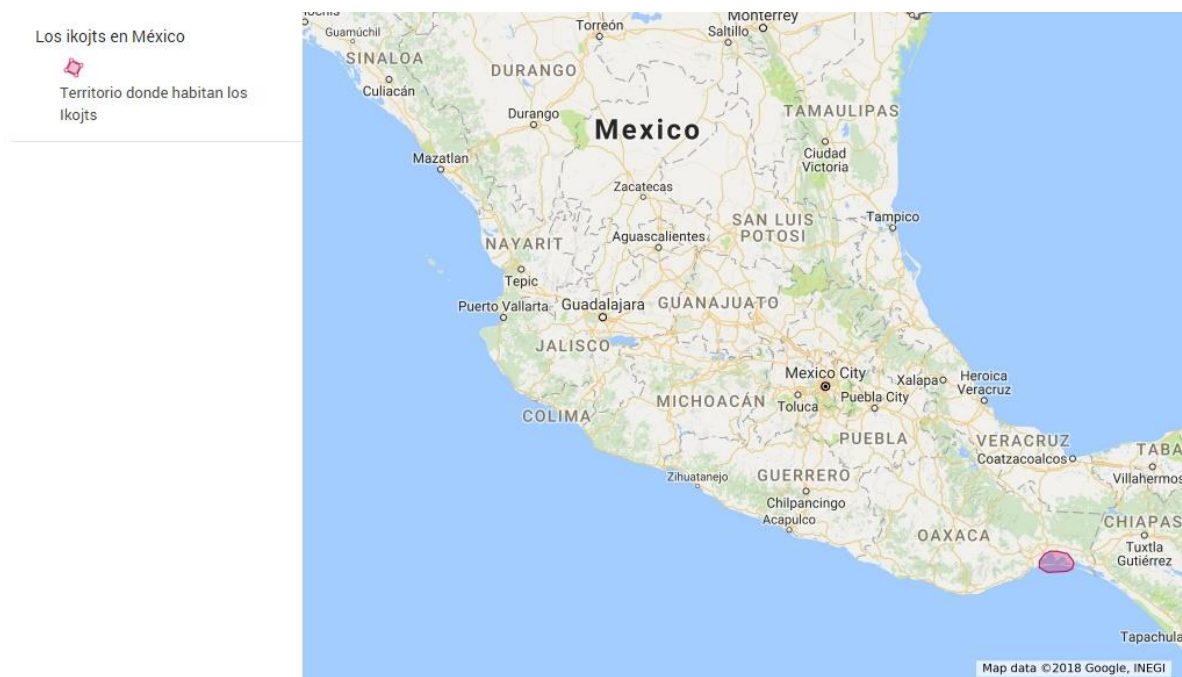 Los ikojts en México
Territorio donde habitan los
Ikojts
Monterrey
Torreón
Saltillo
Guamúchil
SINALOA
DURANGO
Culiacán
TAMAULIPAS
Durango
Mexico
Ciudad
Victoria
Mazatlan
Zacatecas
SAN LUIS
POTOSI
Tampico
Aguascalientes
NAYARIT
Tepic
Puerto Vallarta
Guadalajara
GUANAJUATO
JALISCO
Mexico City
Xalapa
Heroica
Veracruz
MICHOACÁN
Toluca
Puebla City
COLIMA
PUEBLA
VERACRUZ
Coatzacoalcos
TABA
Villahermos
Zihuatanejo
GUERRERO
Chilpancingo
Acapulco
OAXACA
CHIAPAS
Tuxtla
Gutiérrez
Tapachula
Map data ©2018 Google, INEGI